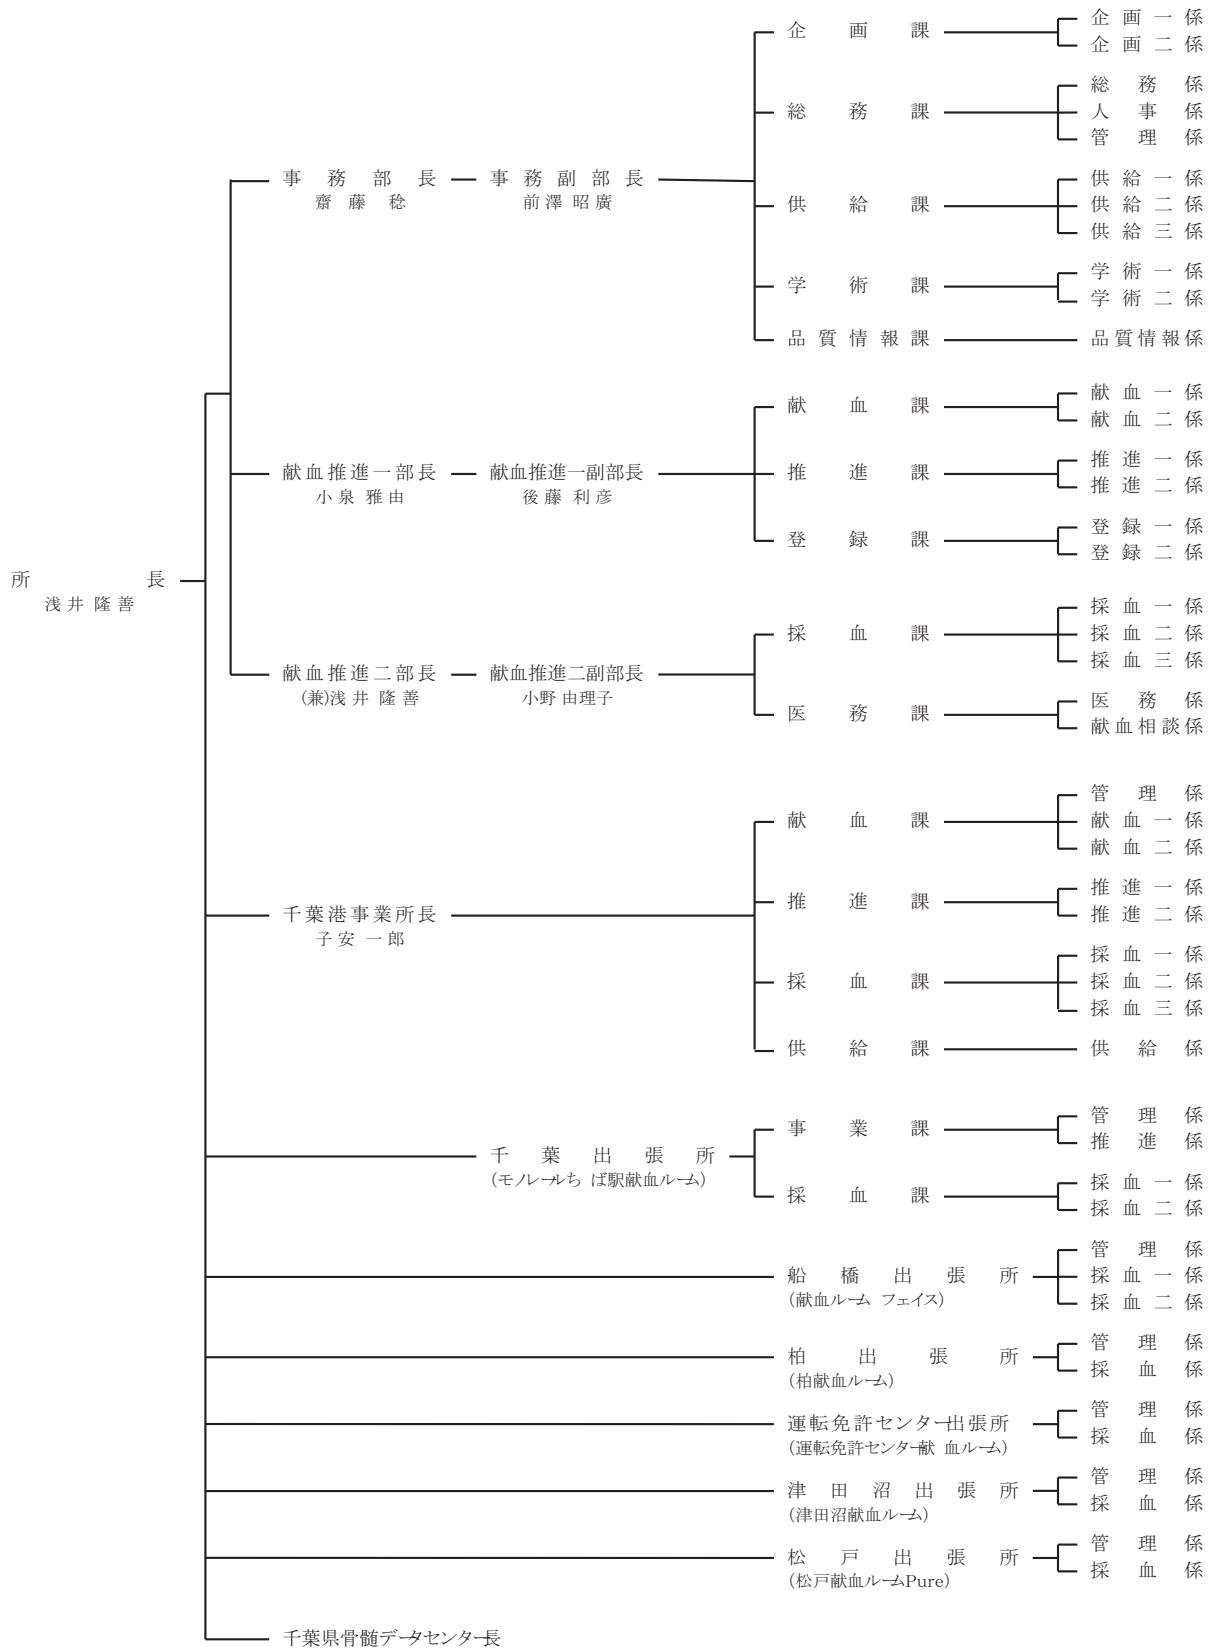 企画課
企画一係
企画二係
総務課
総務係
人事係
管理係
事務部長
齋藤稔
事務副部長
前澤昭廣
供給課
供給一係
供給二係
供給三係
学術課
学術一係
学術二係
品質情報課
品質情報係
献血課
献血一係
献血二係
献血推進一部長
小泉雅由
献血推進一副部長
後藤利彦
推進課
推進一係
推進二係
登録課
登録一係
登録二係
所長
浅井隆善
採血課
採血一係
採血二係
採血三係
献血推進二部長
(兼)浅井隆善
献血推進二副部長
小野由理子
医務課
医務係
献血相談係
献血課
管理係
献血一係
献血二係
千葉港事業所長
子安一郎
推進課
推進一係
推進二係
採血課
採血一係
採血二係
採血三係
供給課
供給係
千葉出張所
(モノレールちば駅献血ルーム)
事業課
管理係
推進係
採血課
採血一係
採血二係
船橋出張所
(献血ルーム フェイス)
管理係
採血一係
採血二係
柏出張所
(柏献血ルーム)
管理係
採血係
運転免許センター出張所
(運転免許センター献血ルーム)
管理係
採血係
津田沼出張所
(津田沼献血ルーム)
管理係
採血係
松戸出張所
(松戸献血ルームPure)
管理係
採血係
千葉県骨髄データセンター長